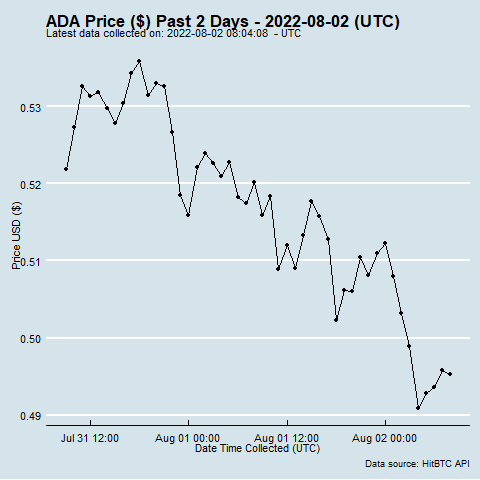 ADA Price ($) Past 2 Days - 2022-08-02 (UTC)
Latest data collected on: 2022-08-02 08:04:08 - UTC
0.53
0.52
0.51
0.50
0.49
Price USD ($)
Jul 31 12:00
Aug 01 00:00
Aug 01 12:00
Aug 02 00:00
Date Time Collected (UTC)
Data source: HitBTC API